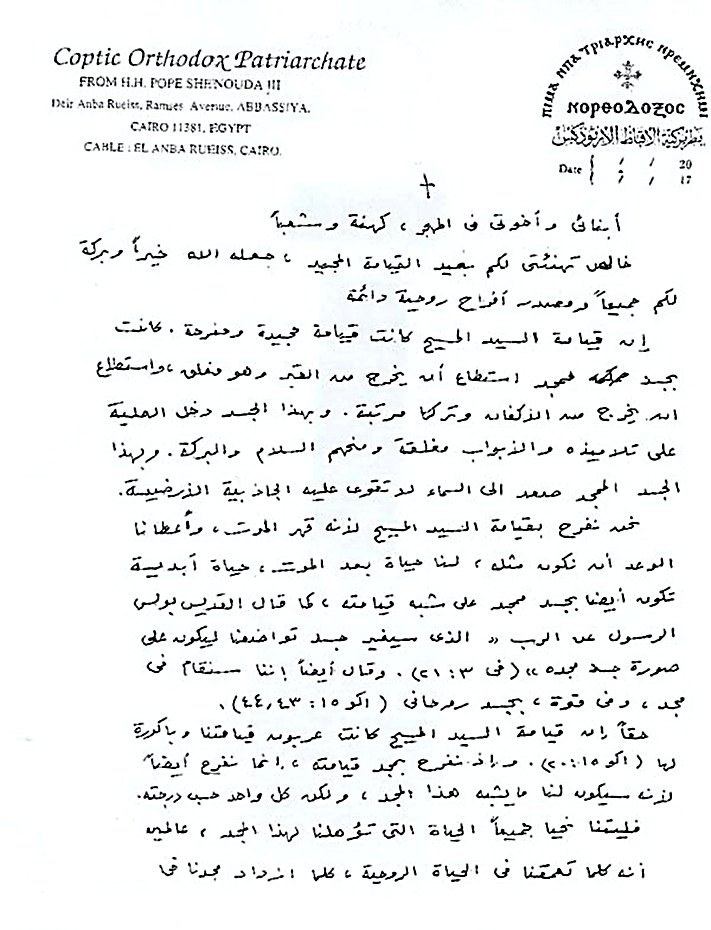 Coptic Orthodox Patriarchate
FROM H.H. POPE SHENOUDA III
Deir Anba Rueiss, Ramses Avenue, ABBASSIYA,
CAIRO 11381, EGYPT
CABLE : EL ANBA RUEISS, CAIRO.
ⲕⲟⲣⲑⲟⲇⲟⲝⲟⲥ
بطريركية الأقباط الأرثوذكس
Date / / 20
/ / 17
أبنائى وأخوتى فى المهجر ، كهنة وشعباً
خالص تهنئتى لكم بعيد القيامة المجيد ، جعله الله خيراً وبركة
لكم جميعاً ومصدر أفراح روحية دائمة
إن قيامة السيد المسيح كانت قيامة مجيدة ومفرحة . كانت
بجسد ممجد استطاع أن يخرج من القبر وهو مغلق ، واستطاع
أن يخرج من الأكفان وتركها مرتبة . وبهذا الجسد دخل العلية
على تلاميذه والأبواب مغلقة ومنحهم السلام والبركة . وبهذا
الجسد الممجد صعد الى السماء لا تقوى عليه الجاذبية الأرضية .
نحن نفرح بقيامة السيد المسيح لأنه قهر الموت ، وأعطانا
الوعد أن نكون مثله ، لنا حياة بعد الموت ، حياة أبدية
تكون أيضا بجسد ممجد على شبه قيامته ، كما قال القديس بولس
الرسول عن الرب « الذى سيغير جسد تواضعنا ليكون على
صورة جسد مجده » (فى ٣ : ٢١) . وقال أيضاً إننا سنقام فى
مجد ، وفى قوة ، بجسد روحانى (١كو ١٥ : ٤٣، ٤٤) .
حقاً إن قيامة السيد المسيح كانت عربون قيامتنا وباكورة
لها (١كو ١٥: ٢٠) . وإذ نفرح بمجد قيامته ، إنما نفرح أيضاً
لأنه سيكون لنا ما يشبه هذا المجد ، ولكن كل واحد حسب درجته .
فليتنا نحيا جميعاً الحياة التى تؤهلنا لهذا المجد ، عالمين
أنه كلما تعمقنا فى الحياة الروحية ، كلما ازداد مجدنا فى